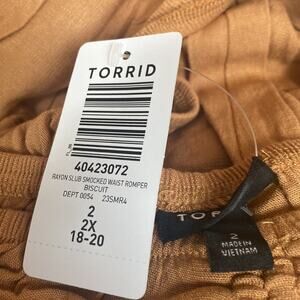 TORRID
40423072
RAYON SLUB SMOCKED WAIST ROMPER
BISCUIT
DEPT 0054 23SMR4
2
2X
18-20
TORRID
2
MADE IN
VIETNAM